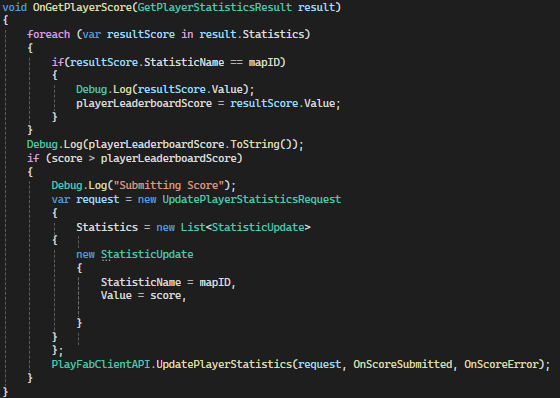 void OnGetPlayerScore(GetPlayerStatisticsResult result)
{
    foreach (var resultScore in result.Statistics)
    {
        if(resultScore.StatisticName == mapID)
        {
            Debug.Log(resultScore.Value);
            playerLeaderboardScore = resultScore.Value;
        }
    }
    Debug.Log(playerLeaderboardScore.ToString());
    if (score > playerLeaderboardScore)
    {
        Debug.Log("Submitting Score");
        var request = new UpdatePlayerStatisticsRequest
        {
            Statistics = new List<StatisticUpdate>
        {
            new StatisticUpdate
            {
                StatisticName = mapID,
                Value = score,

            }
        }
        };
        PlayFabClientAPI.UpdatePlayerStatistics(request, OnScoreSubmitted, OnScoreError);
    }
}